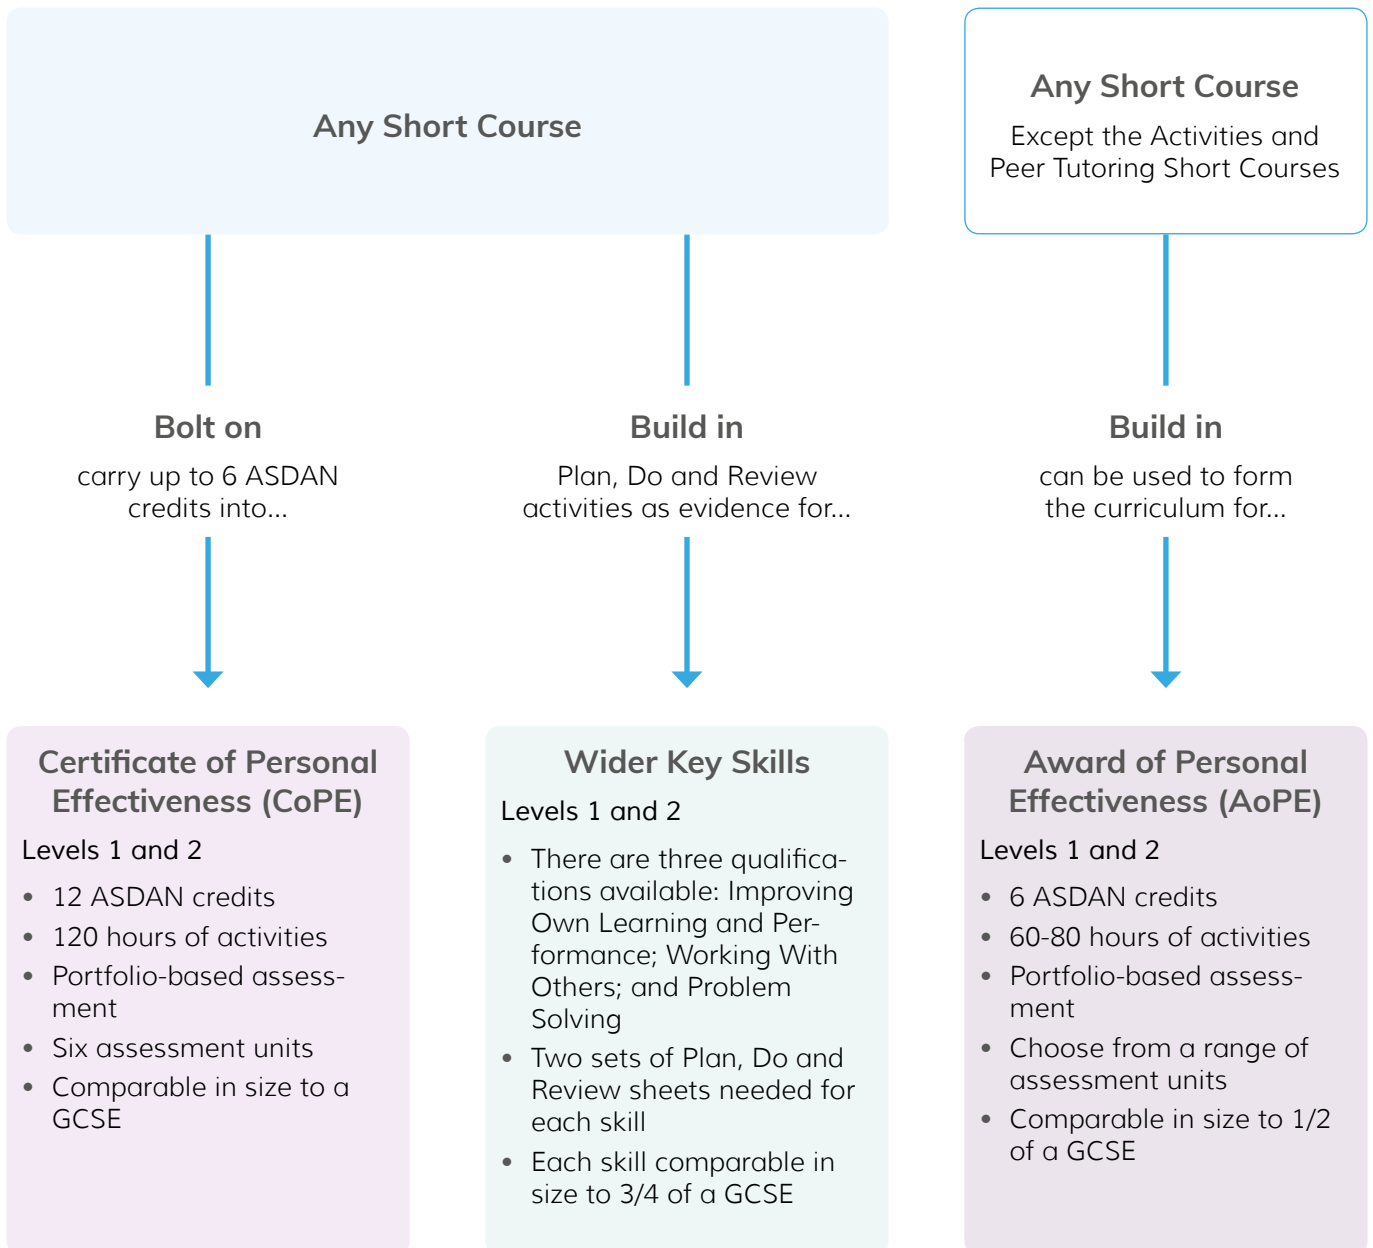 Any Short Course
Any Short Course
Except the Activities and
Peer Tutoring Short Courses
Bolt on
carry up to 6 ASDAN
credits into...
Build in
Plan, Do and Review
activities as evidence for...
Build in
can be used to form
the curriculum for...
Certificate of Personal
Effectiveness (CoPE)
Levels 1 and 2
• 12 ASDAN credits
• 120 hours of activities
• Portfolio-based assess-
ment
• Six assessment units
• Comparable in size to a
GCSE
Wider Key Skills
Levels 1 and 2
• There are three qualifica-
tions available: Improving
Own Learning and Per-
formance; Working With
Others; and Problem
Solving
• Two sets of Plan, Do and
Review sheets needed for
each skill
• Each skill comparable in
size to 3/4 of a GCSE
Award of Personal
Effectiveness (AoPE)
Levels 1 and 2
• 6 ASDAN credits
• 60-80 hours of activities
• Portfolio-based assess-
ment
• Choose from a range of
assessment units
• Comparable in size to 1/2
of a GCSE